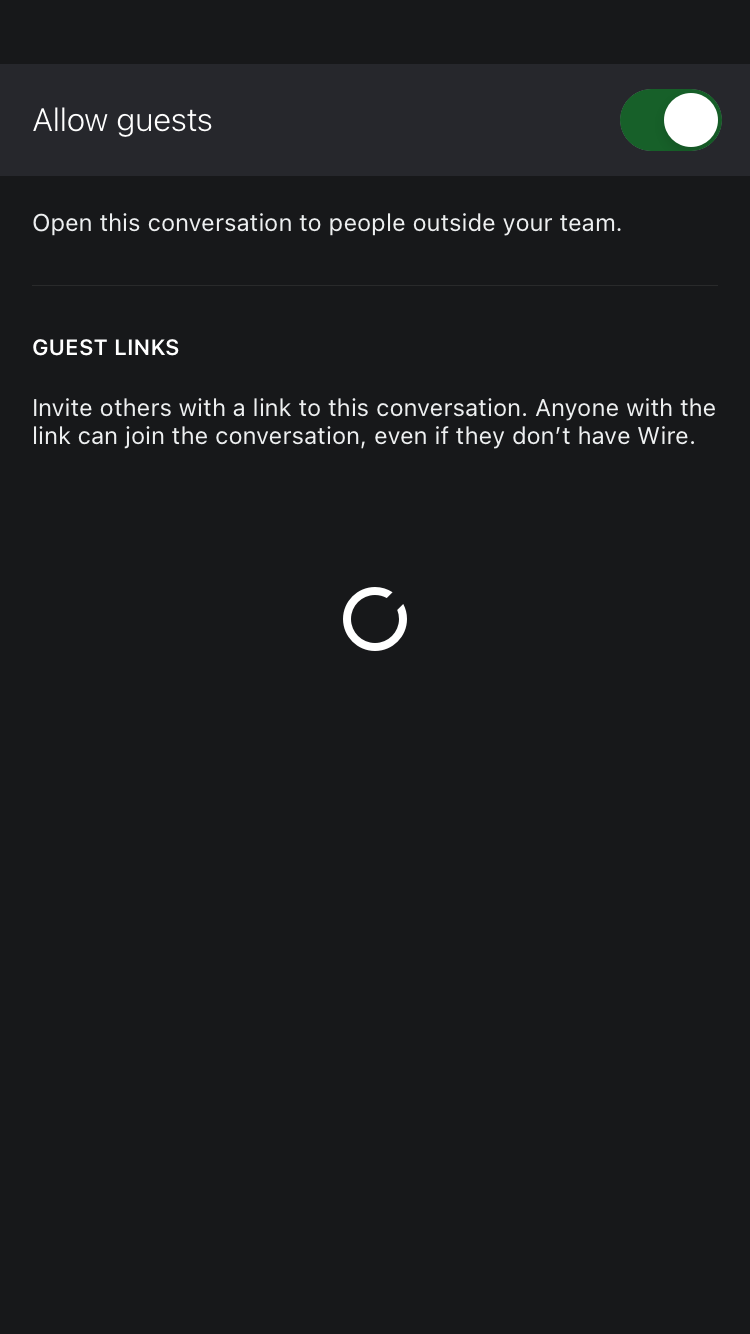 Allow guests
Open this conversation to people outside your team.
GUEST LINKS
Invite others with a link to this conversation. Anyone with the
link can join the conversation, even if they don’t have Wire.